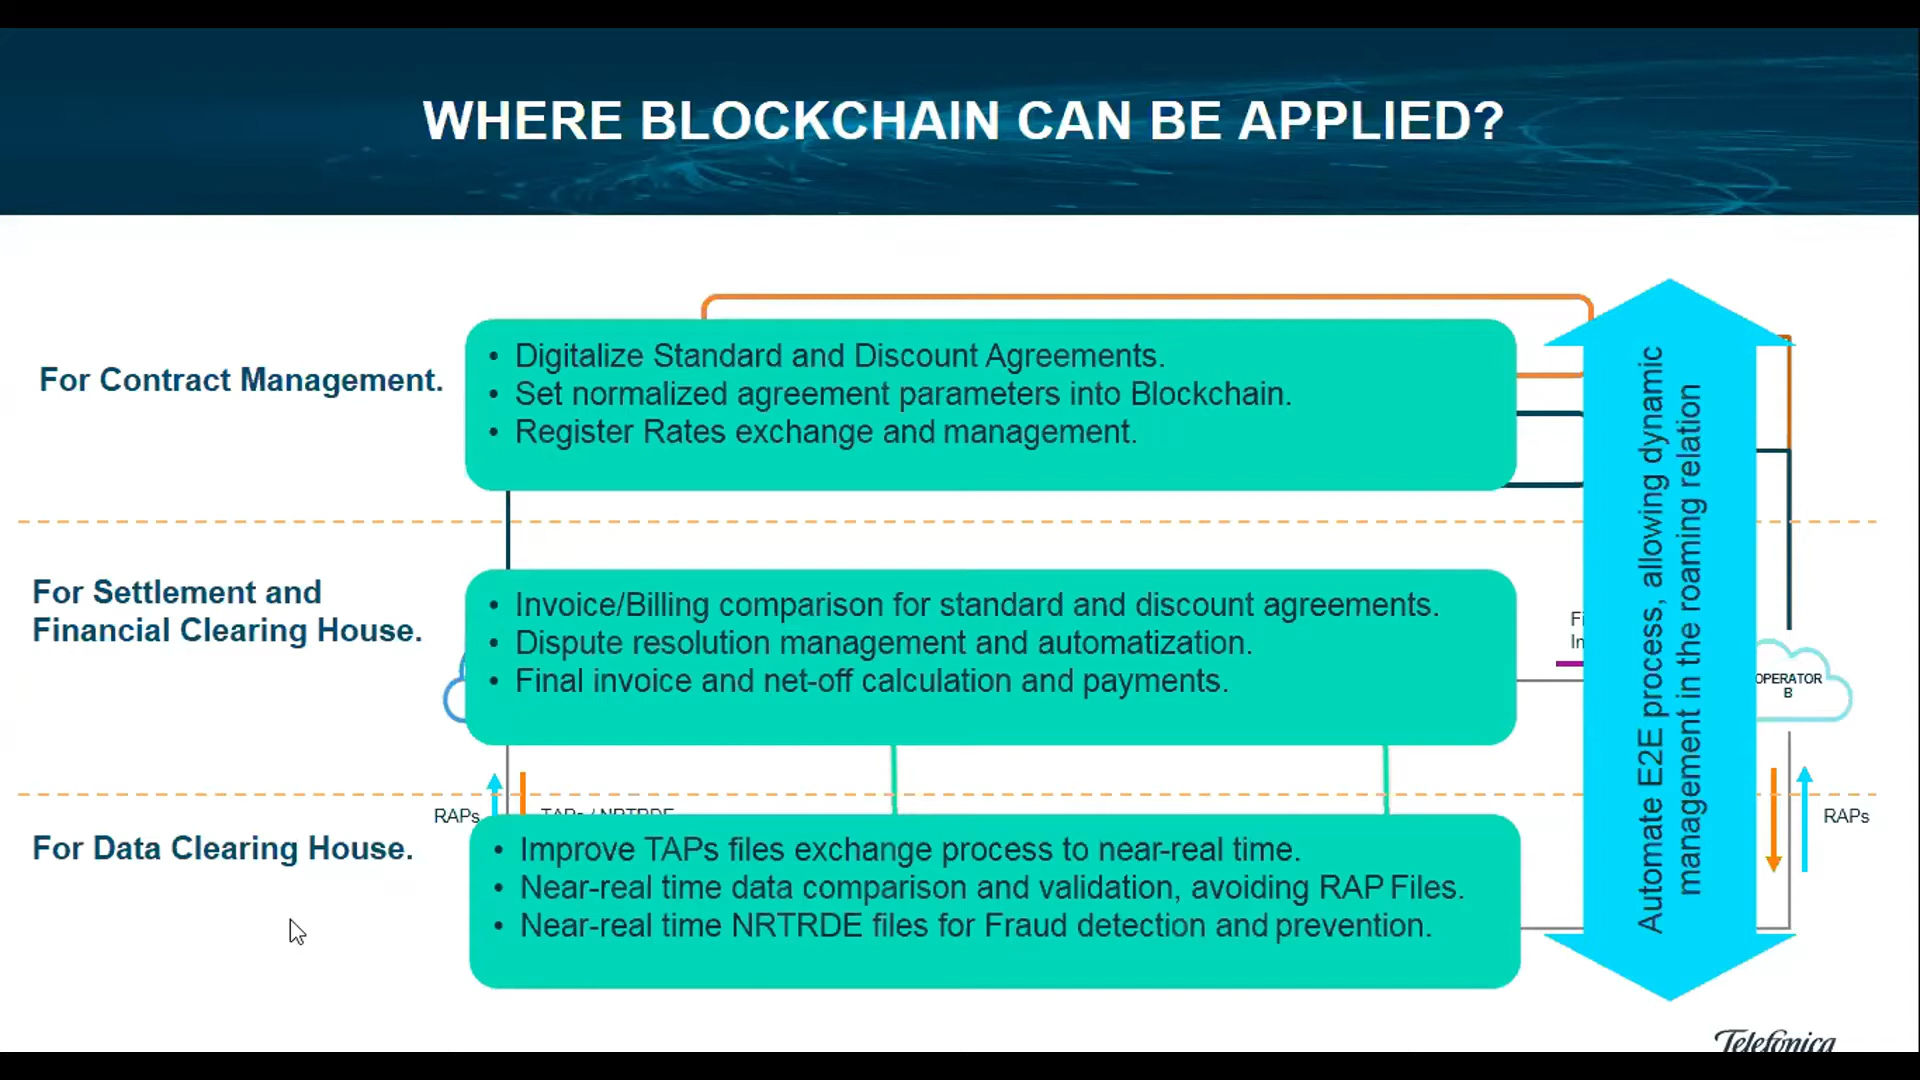 WHERE BLOCKCHAIN CAN BE APPLIED?
For Contract Management.
• Digitalize Standard and Discount Agreements.
• Set normalized agreement parameters into Blockchain.
• Register Rates exchange and management.
For Settlement and
Financial Clearing House.
• Invoice/Billing comparison for standard and discount agreements.
• Dispute resolution management and automatization.
• Final invoice and net-off calculation and payments.
RAPs
For Data Clearing House.
• Improve TAPs files exchange process to near-real time.
• Near-real time data comparison and validation, avoiding RAP Files.
• Near-real time NRTRDE files for Fraud detection and prevention.
Automate E2E process, allowing dynamic
management in the roaming relation
OPERATOR
B
RAPs
Telefónica